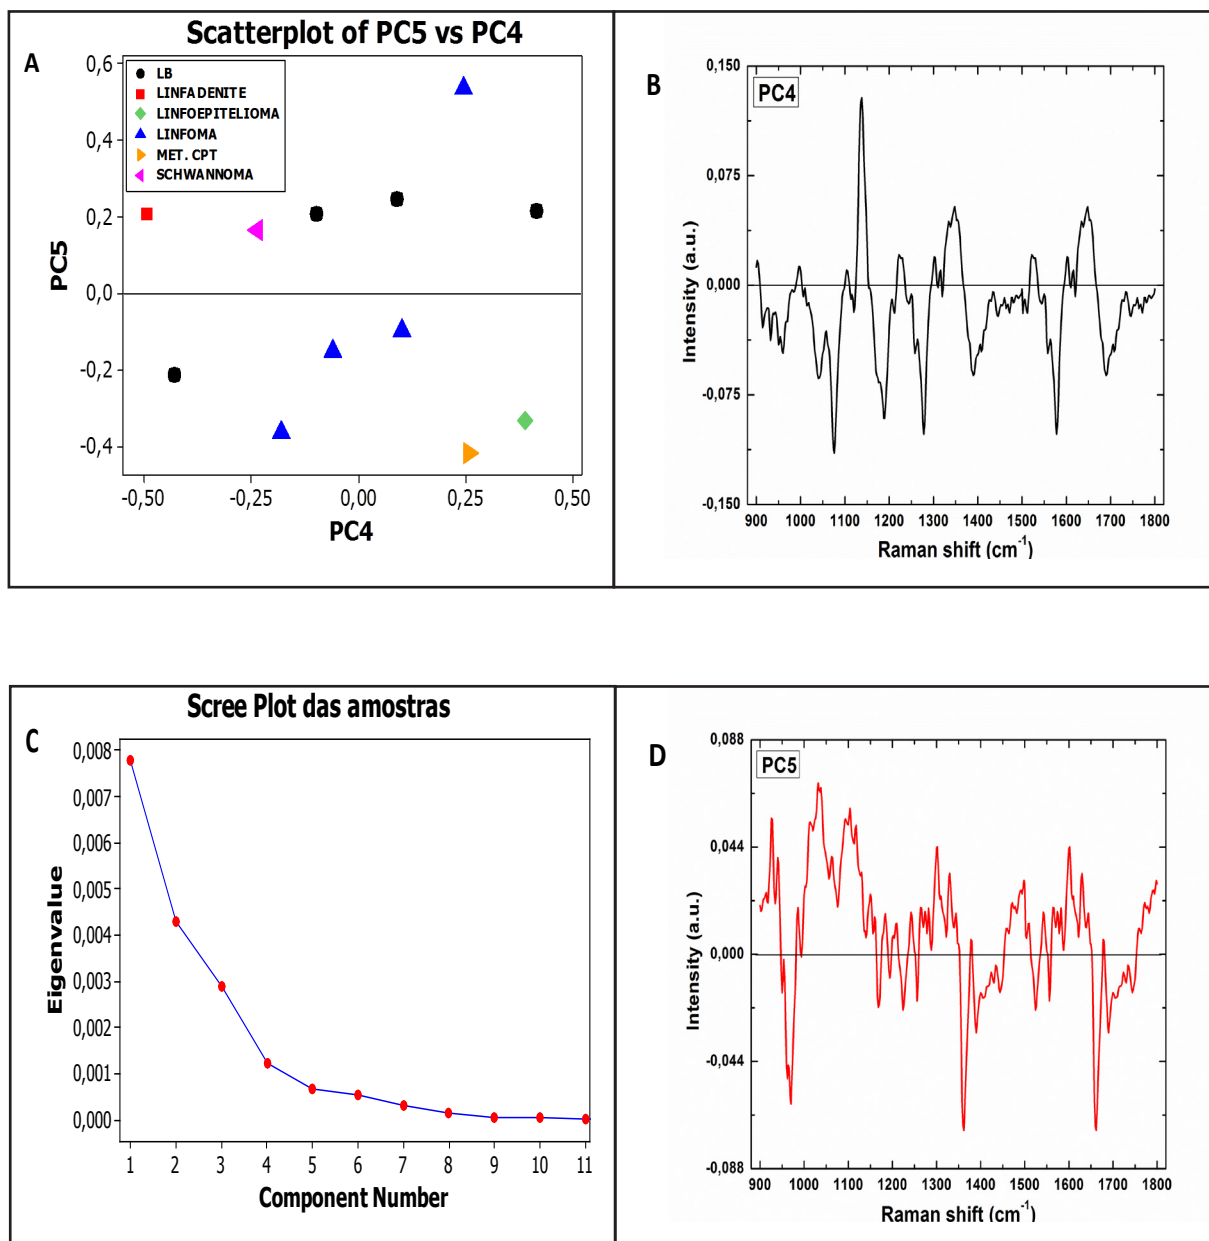 Scatterplot of PC5 vs PC4
A
0,6
0,4
0,2
0,0
-0,2
-0,4
PC5
LB
LINFADENITE
LINFOEPITELIOMA
LINFOMA
MET. CPT
SCHWANNOMA
-0,50 -0,25 0,00 0,25 0,50
PC4
B
PC4
0,150
0,075
0,000
-0,075
-0,150
Intensity (a.u.)
900 1000 1100 1200 1300 1400 1500 1600 1700 1800
Raman shift (cm⁻¹)
Scree Plot das amostras
C
0,008
0,007
0,006
0,005
0,004
0,003
0,002
0,001
0,000
Eigenvalue
1 2 3 4 5 6 7 8 9 10 11
Component Number
D
PC5
0,088
0,044
0,000
-0,044
-0,088
Intensity (a.u.)
900 1000 1100 1200 1300 1400 1500 1600 1700 1800
Raman shift (cm⁻¹)